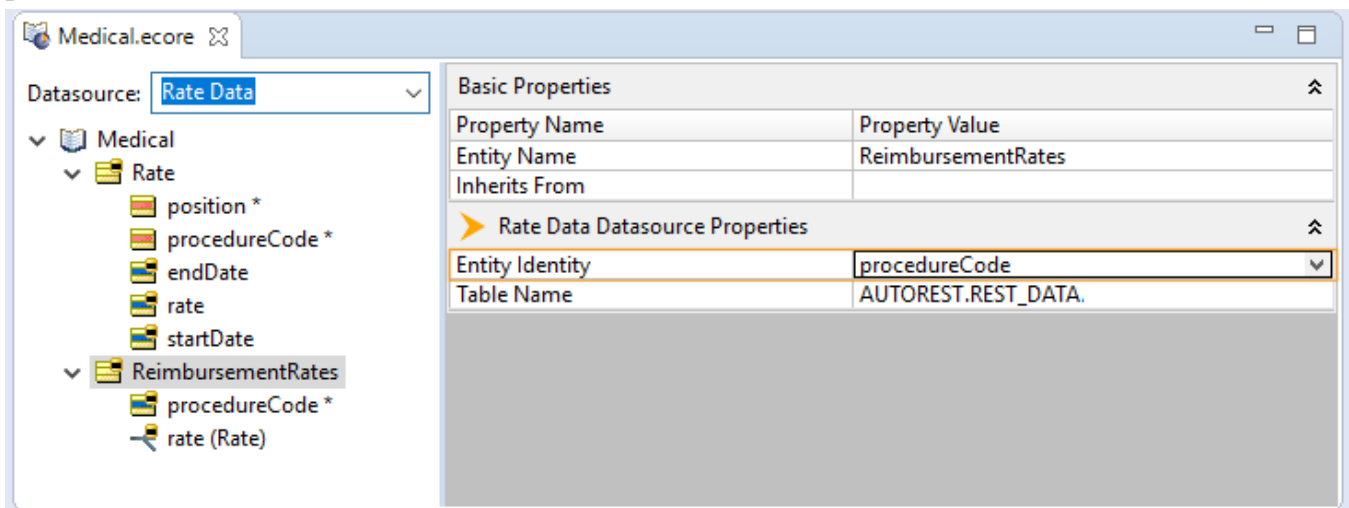 Medical.ecore
Datasource: Rate Data
Medical
Rate
position *
procedureCode *
endDate
rate
startDate
ReimbursementRates
procedureCode *
rate (Rate)
Basic Properties
Property Name Property Value
Entity Name ReimbursementRates
Inherits From
Rate Data Datasource Properties
Entity Identity procedureCode
Table Name AUTOREST.REST_DATA.